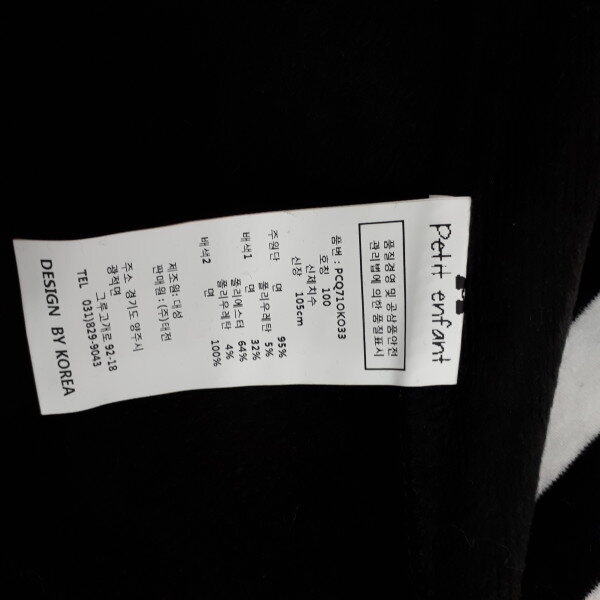 Petit enfant
품질경영 및 공상품안전
관리법에 의한 품질표시
품번 : PCQ71OKO33
호칭 100
신체치수
신장 105cm
주원단 면 95%
폴리우레탄 5%
배색1 면 32%
폴리에스터 64%
폴리우레탄 4%
배색2 면 100%
제조원: 대성
판매원 : (주)태전
주소 경기도 양주시
광적면 그루고개로 92-18
TEL 031)829-9043
DESIGN BY KOREA